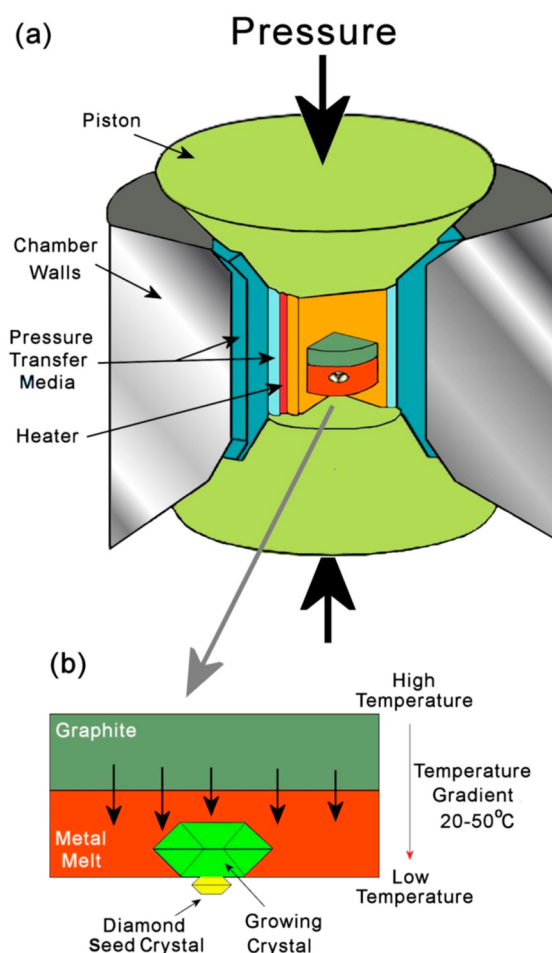 (a)
Pressure
Piston
Chamber
Walls
Pressure
Transfer
Media
Heater
(b)
High
Temperature
Graphite
Temperature
Gradient
20-50°C
Metal
Melt
Low
Temperature
Diamond
Seed Crystal
Growing
Crystal